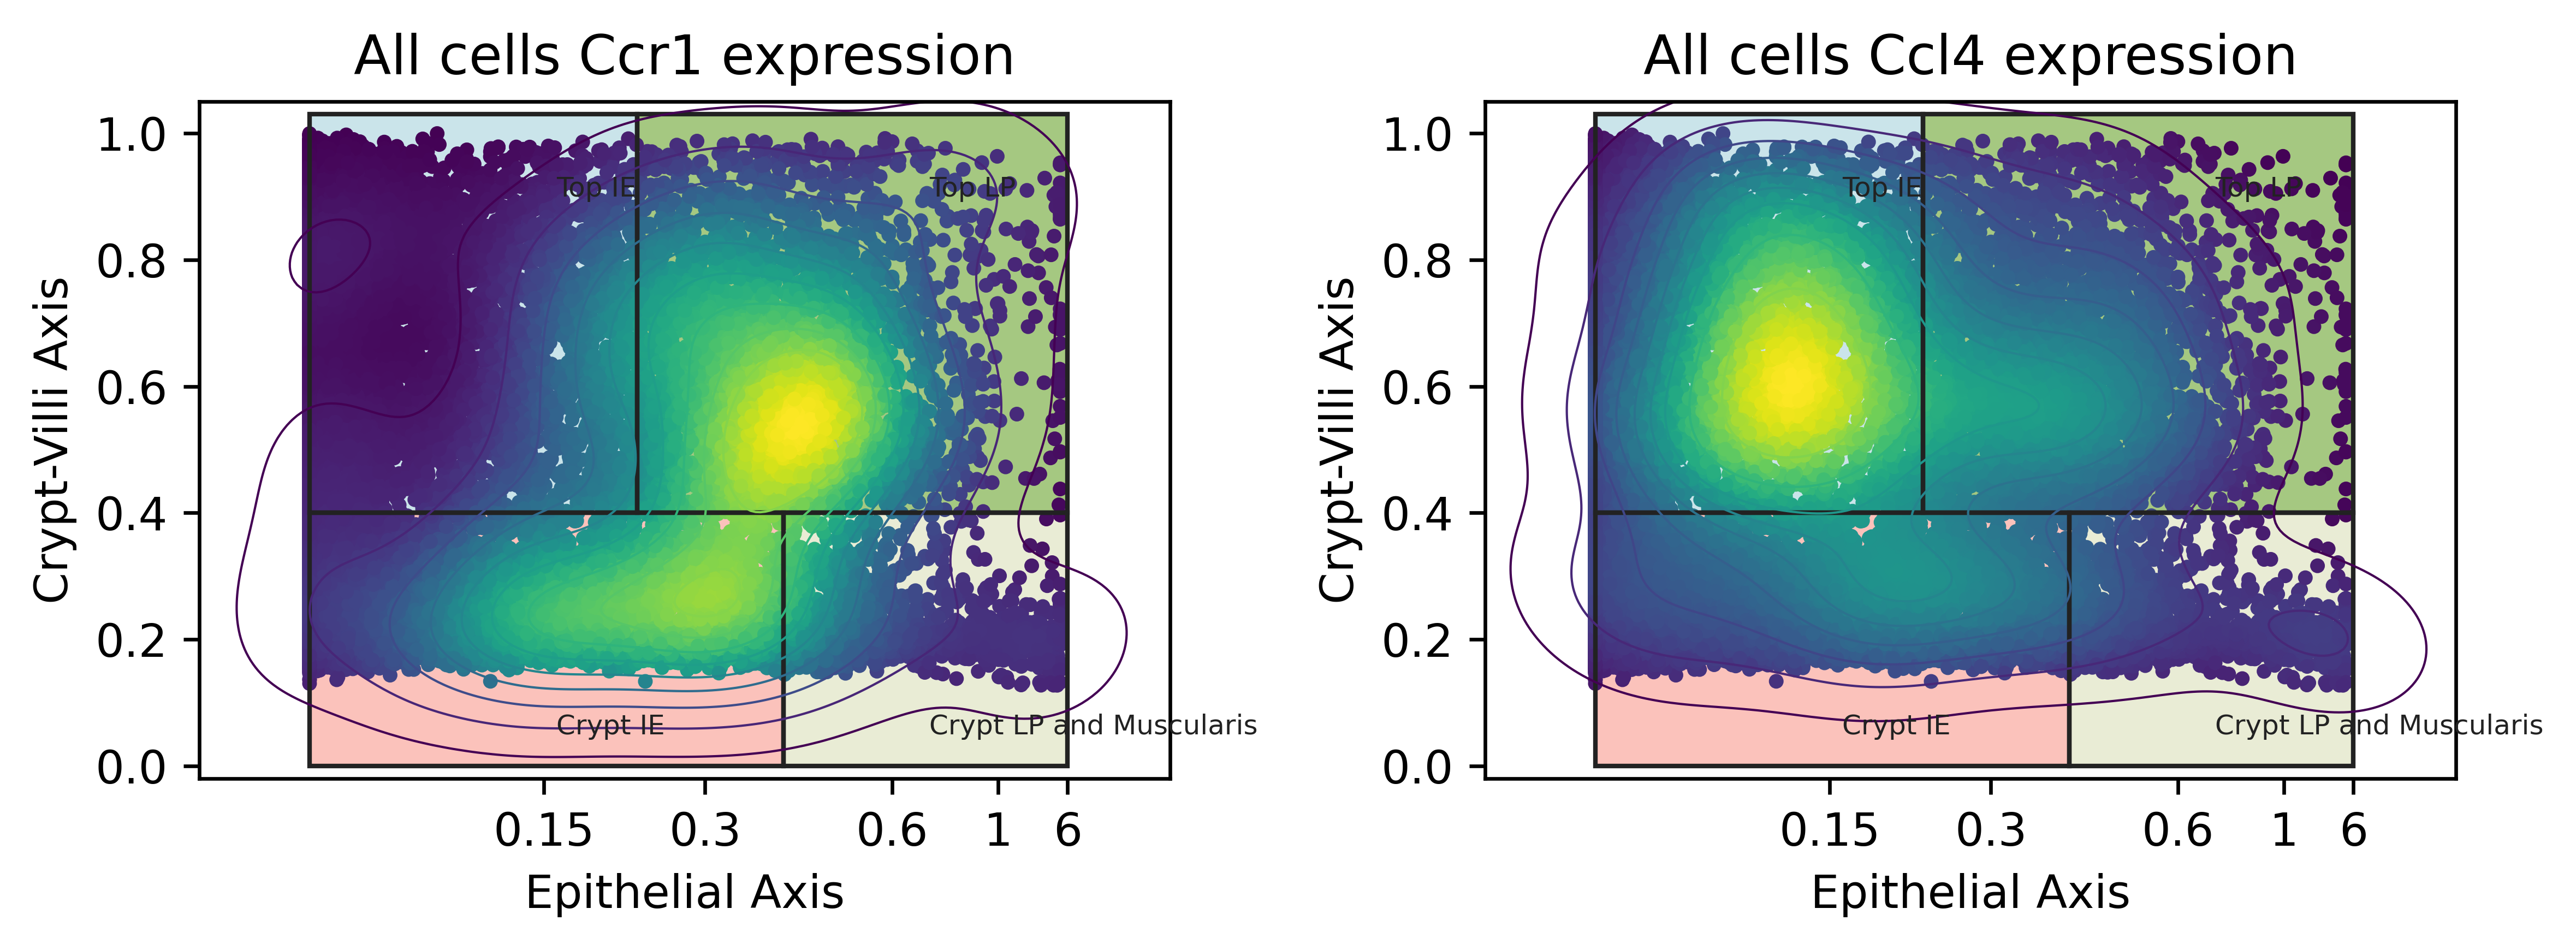 All cells Ccr1 expression
Crypt-Villi Axis
1.0
0.8
0.6
0.4
0.2
0.0
Top IE
Top LP
Crypt IE
Crypt LP and Muscularis
0.15
0.3
0.6
1
6
Epithelial Axis
All cells Ccl4 expression
Crypt-Villi Axis
1.0
0.8
0.6
0.4
0.2
0.0
Top IE
Top LP
Crypt IE
Crypt LP and Muscularis
0.15
0.3
0.6
1
6
Epithelial Axis